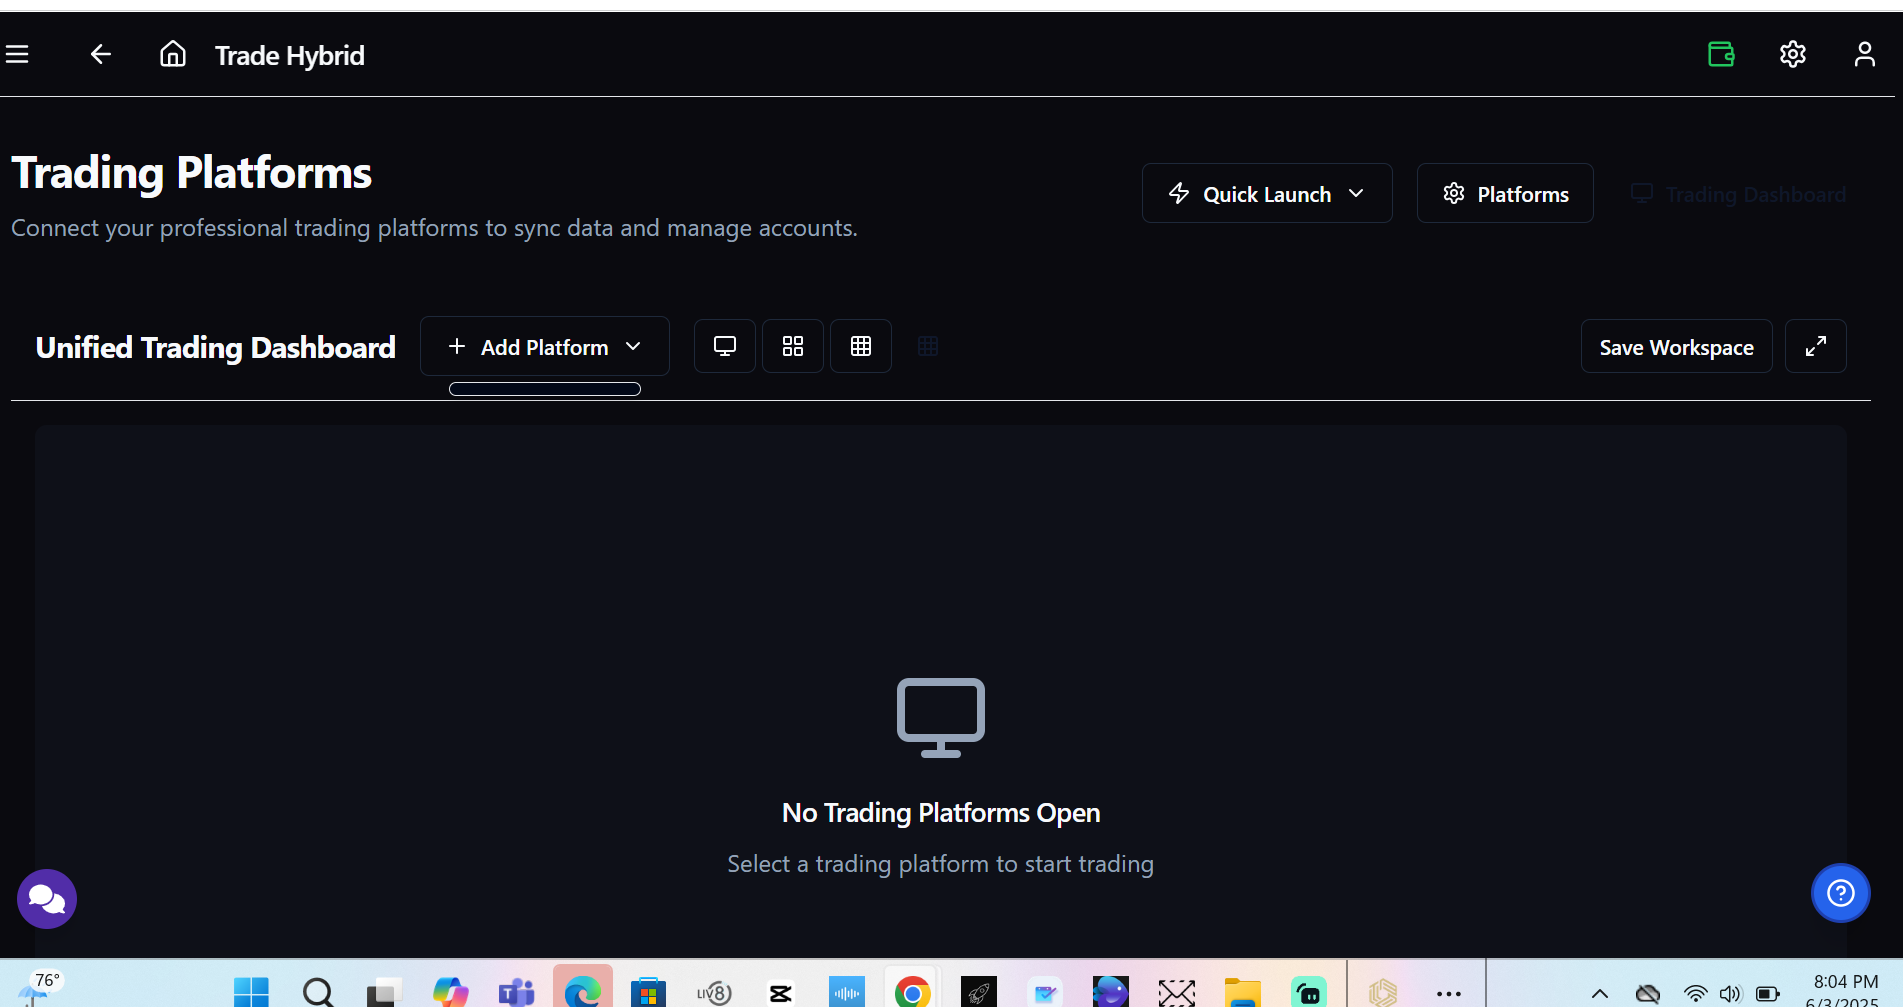 Trade Hybrid
Trading Platforms
Connect your professional trading platforms to sync data and manage accounts.
Quick Launch
Platforms
Trading Dashboard
Unified Trading Dashboard
Add Platform
Save Workspace
No Trading Platforms Open
Select a trading platform to start trading
76°
LIV8
8:04 PM
6/3/2025